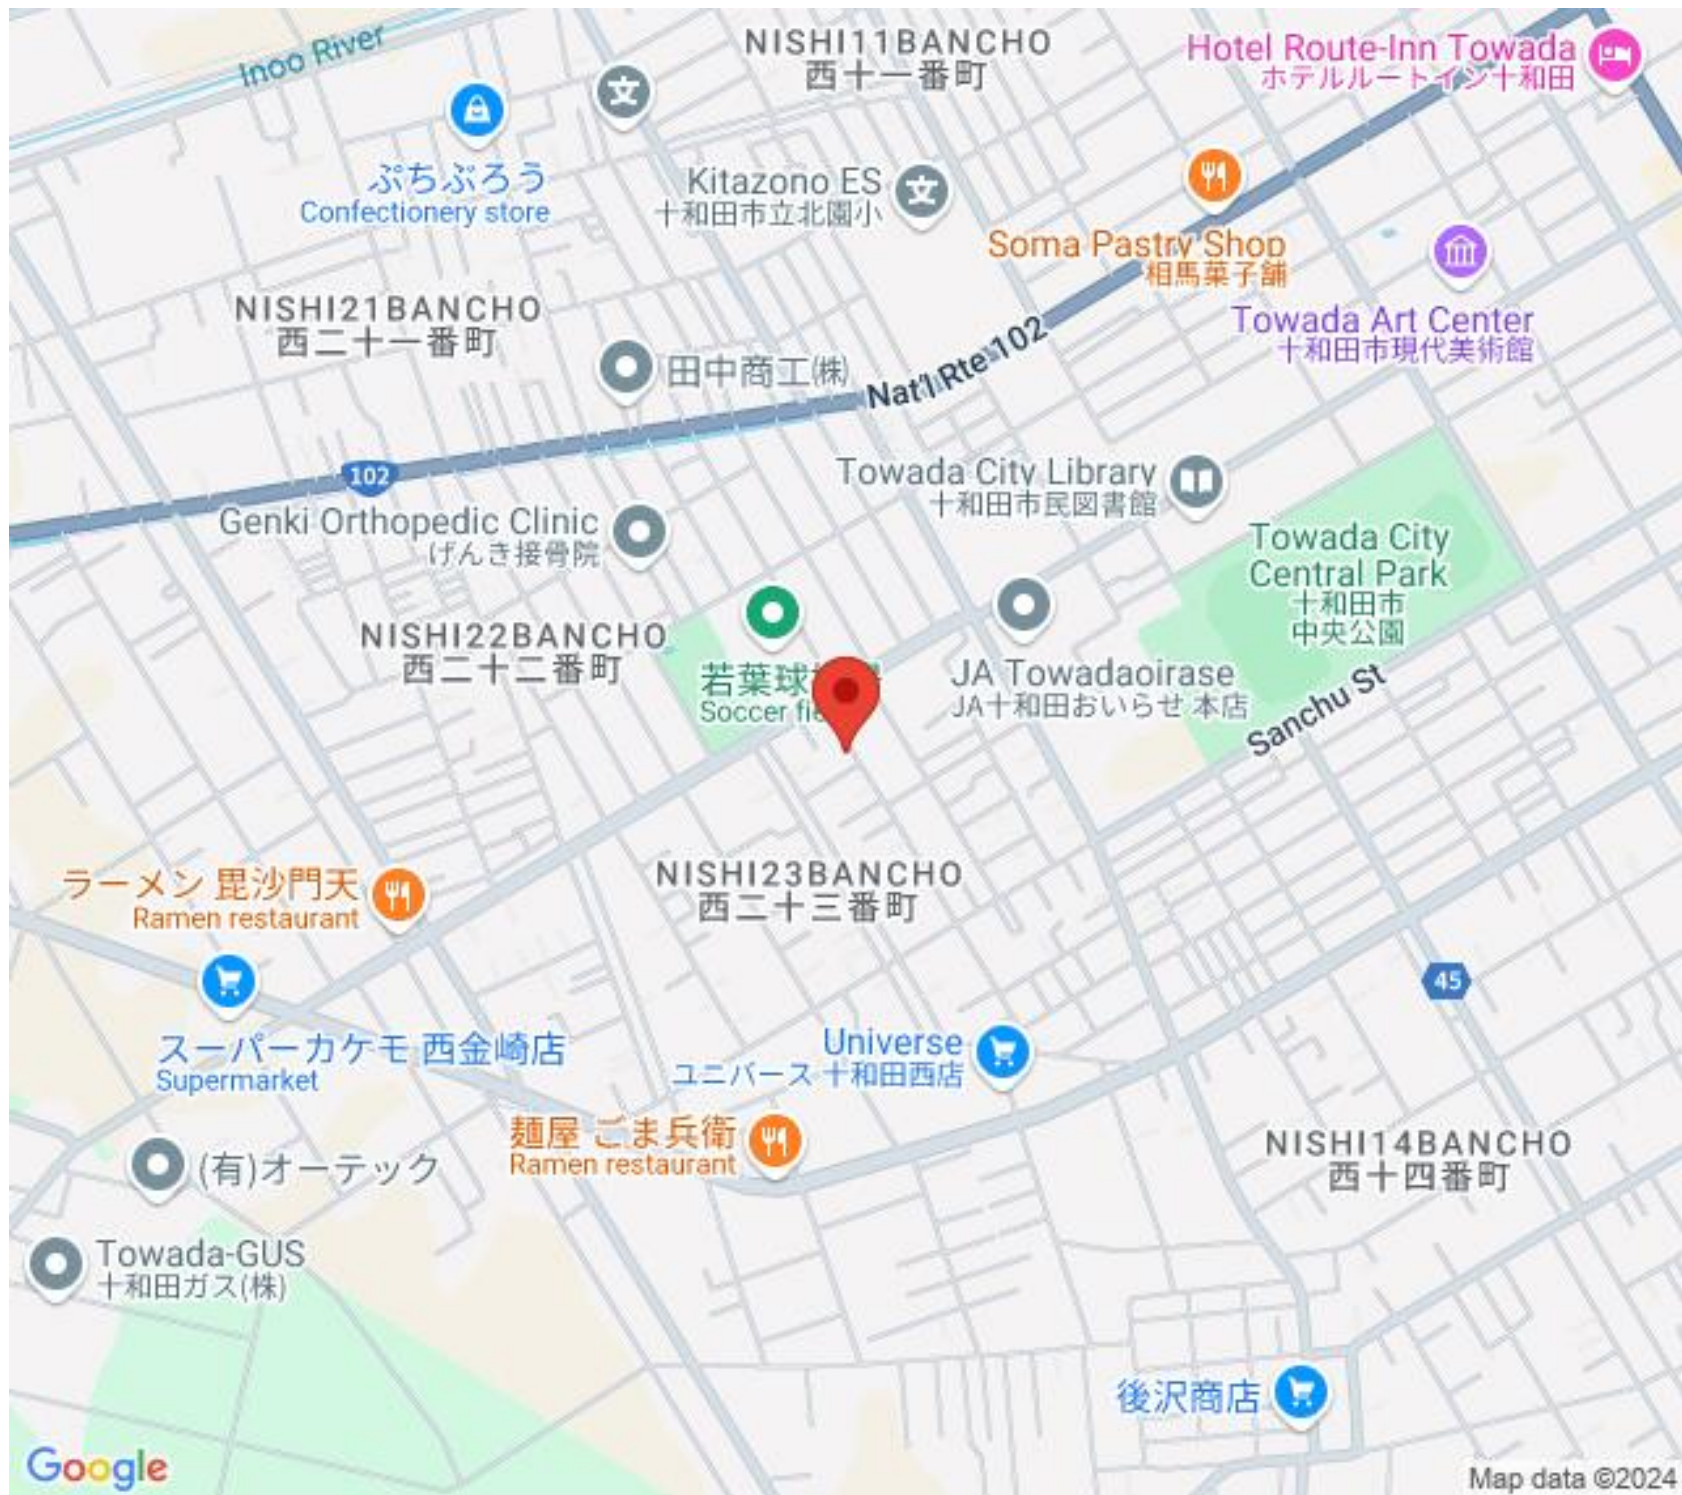 Inoo River
NISHI11BANCHO
西十一番町
Hotel Route-Inn Towada
ホテルルートイン十和田
ぷちぶろう
Confectionery store
文
Kitazono ES
十和田市立北園小
文
Soma Pastry Shop
相馬菓子舗
Towada Art Center
十和田市現代美術館
NISHI21BANCHO
西二十一番町
田中商工㈱
Nat'l Rte 102
102
Towada City Library
十和田市民図書館
Genki Orthopedic Clinic
げんき接骨院
Towada City
Central Park
十和田市
中央公園
NISHI22BANCHO
西二十二番町
若葉球
Soccer
JA Towadaoirase
JA十和田おいらせ 本店
Sanchu St
ラーメン 毘沙門天
Ramen restaurant
NISHI23BANCHO
西二十三番町
45
スーパーカケモ 西金崎店
Supermarket
Universe
ユニバース 十和田西店
麺屋 ごま兵衛
Ramen restaurant
NISHI14BANCHO
西十四番町
(有)オーテック
Towada-GUS
十和田ガス(株)
後沢商店
Google
Map data ©2024